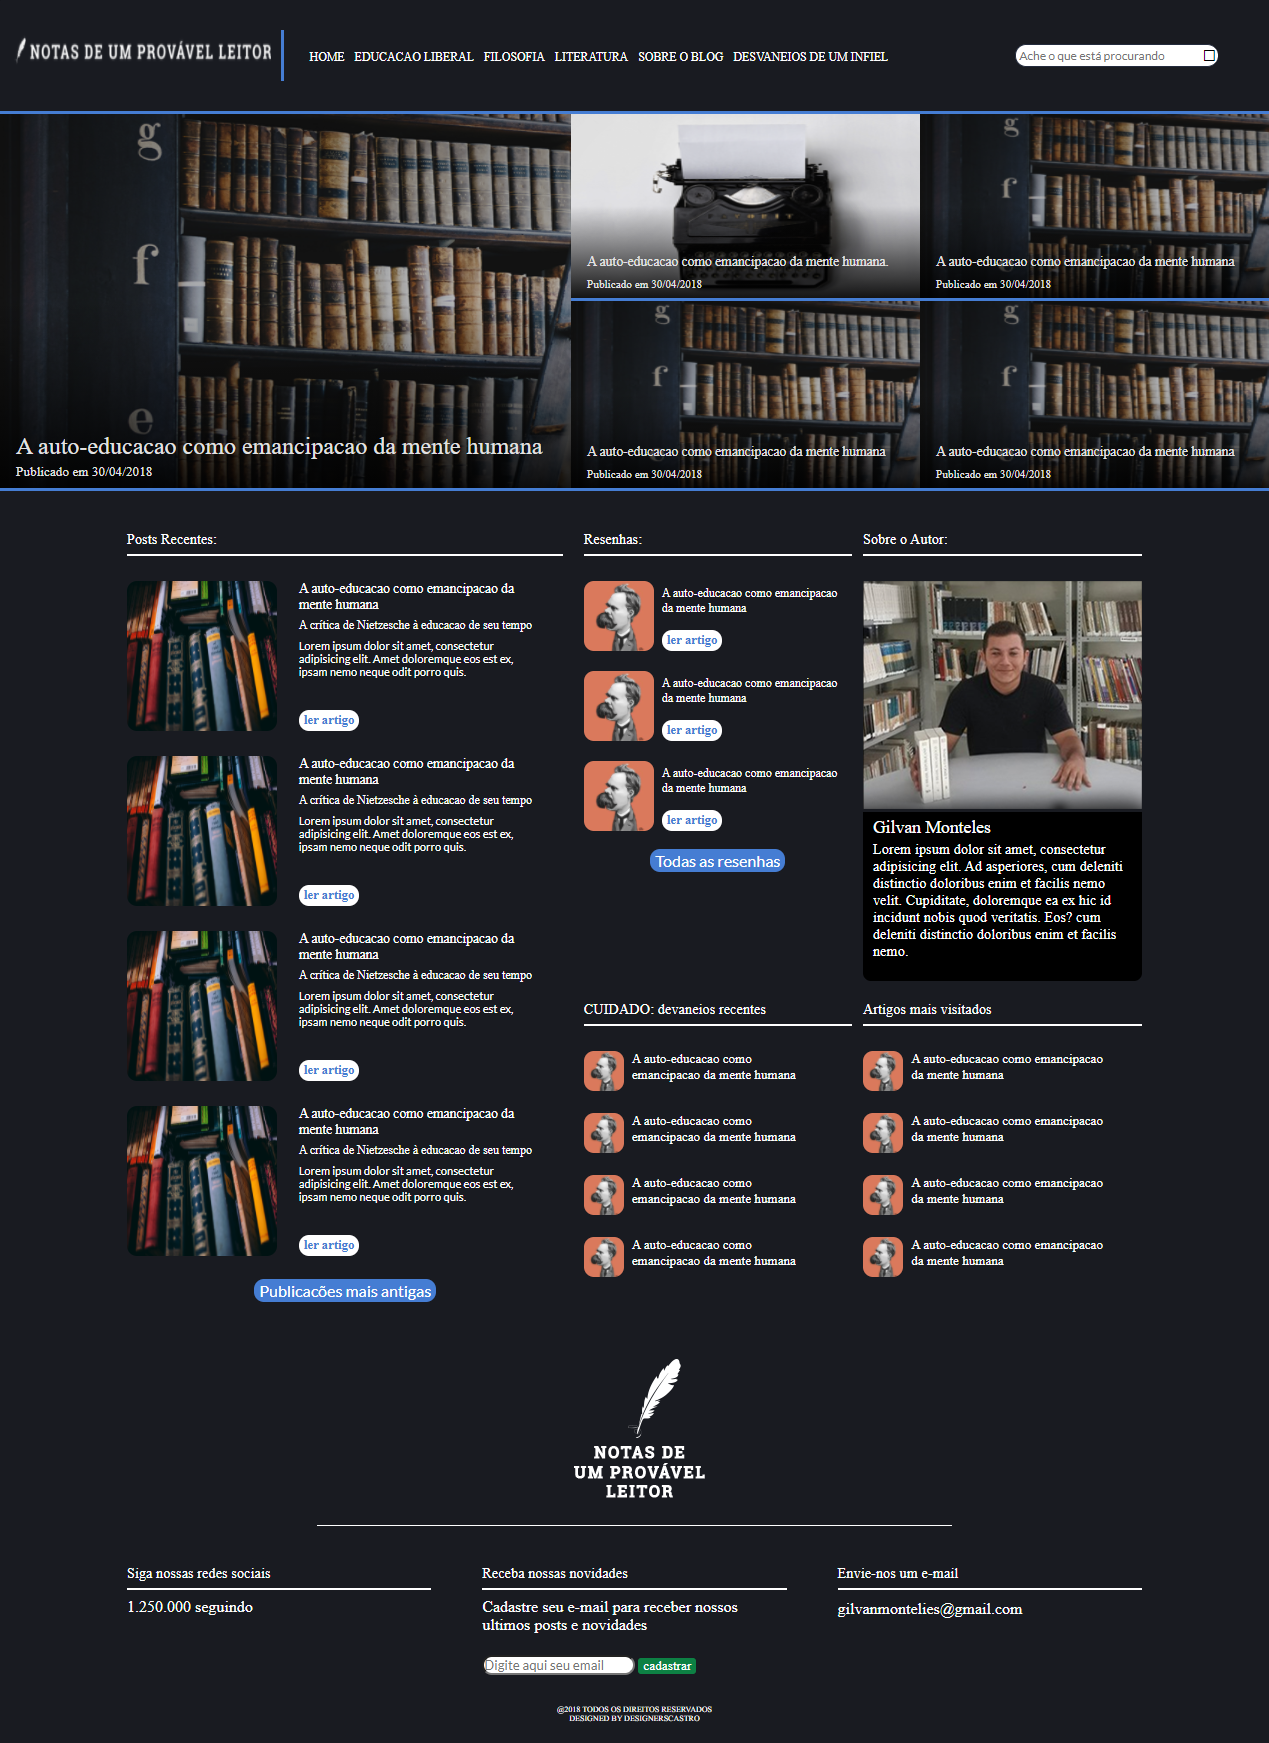 NOTAS DE UM PROVÁVEL LEITOR
HOME EDUCACAO LIBERAL FILOSOFIA LITERATURA SOBRE O BLOG DESVANEIOS DE UM INFIEL
Ache o que está procurando
g
f
e
A auto-educacao como emancipacao da mente humana
Publicado em 30/04/2018
A auto-educacao como emancipacao da mente humana.
Publicado em 30/04/2018
g
f
A auto-educacao como emancipacao da mente humana
Publicado em 30/04/2018
g
f
A auto-educacao como emancipacao da mente humana
Publicado em 30/04/2018
g
f
A auto-educacao como emancipacao da mente humana
Publicado em 30/04/2018
Posts Recentes:
A auto-educacao como emancipacao da
mente humana
A crítica de Nietzesche à educacao de seu tempo
Lorem ipsum dolor sit amet, consectetur
adipisicing elit. Amet doloremque eos est ex,
ipsam nemo neque odit porro quis.
ler artigo
A auto-educacao como emancipacao da
mente humana
A crítica de Nietzesche à educacao de seu tempo
Lorem ipsum dolor sit amet, consectetur
adipisicing elit. Amet doloremque eos est ex,
ipsam nemo neque odit porro quis.
ler artigo
A auto-educacao como emancipacao da
mente humana
A crítica de Nietzesche à educacao de seu tempo
Lorem ipsum dolor sit amet, consectetur
adipisicing elit. Amet doloremque eos est ex,
ipsam nemo neque odit porro quis.
ler artigo
A auto-educacao como emancipacao da
mente humana
A crítica de Nietzesche à educacao de seu tempo
Lorem ipsum dolor sit amet, consectetur
adipisicing elit. Amet doloremque eos est ex,
ipsam nemo neque odit porro quis.
ler artigo
Publicacões mais antigas
Resenhas:
A auto-educacao como emancipacao
da mente humana
ler artigo
A auto-educacao como emancipacao
da mente humana
ler artigo
A auto-educacao como emancipacao
da mente humana
ler artigo
Todas as resenhas
Sobre o Autor:
Gilvan Monteles
Lorem ipsum dolor sit amet, consectetur
adipisicing elit. Ad asperiores, cum deleniti
distinctio doloribus enim et facilis nemo
velit. Cupiditate, doloremque ea ex hic id
incidunt nobis quod veritatis. Eos? cum
deleniti distinctio doloribus enim et facilis
nemo.
CUIDADO: devaneios recentes
A auto-educacao como
emancipacao da mente humana
A auto-educacao como
emancipacao da mente humana
A auto-educacao como
emancipacao da mente humana
A auto-educacao como
emancipacao da mente humana
Artigos mais visitados
A auto-educacao como emancipacao
da mente humana
A auto-educacao como emancipacao
da mente humana
A auto-educacao como emancipacao
da mente humana
A auto-educacao como emancipacao
da mente humana
NOTAS DE
UM PROVÁVEL
LEITOR
Siga nossas redes sociais
1.250.000 seguindo
Receba nossas novidades
Cadastre seu e-mail para receber nossos
ultimos posts e novidades
Digite aqui seu email
cadastrar
Envie-nos um e-mail
gilvanmontelies@gmail.com
@2018 TODOS OS DIREITOS RESERVADOS
DESIGNED BY DESIGNERSCASTRO